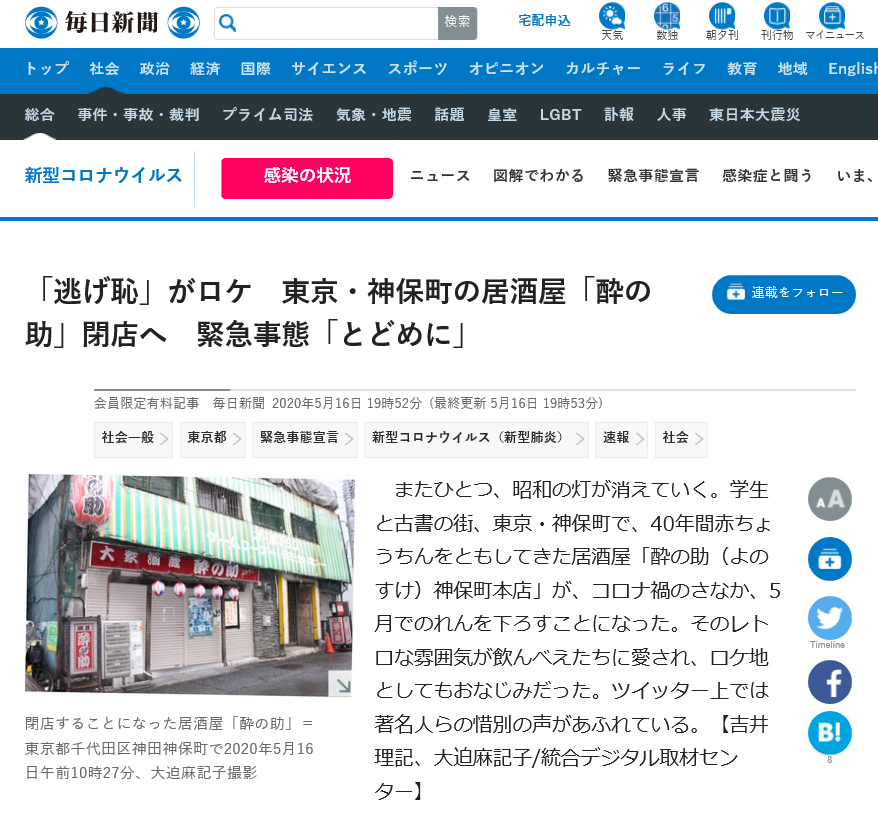 毎日新聞
検索
宅配申込
天気
数独
朝夕刊
刊行物
マイニュース
トップ 社会 政治 経済 国際 サイエンス スポーツ オピニオン カルチャー ライフ 教育 地域 English
総合 事件・事故・裁判 プライム司法 気象・地震 話題 皇室 LGBT 訃報 人事 東日本大震災
新型コロナウイルス 感染の状況 ニュース 図解でわかる 緊急事態宣言 感染症と闘う いま、
「逃げ恥」がロケ　東京・神保町の居酒屋「酔の
助」閉店へ　緊急事態「とどめに」
連載をフォロー
会員限定有料記事　毎日新聞 2020年5月16日 19時52分 (最終更新 5月16日 19時53分)
社会一般 東京都 緊急事態宣言 新型コロナウイルス（新型肺炎） 速報 社会
助
大衆酒蔵 酔の助
酔の助
閉店することになった居酒屋「酔の助」＝
東京都千代田区神田神保町で2020年5月16
日午前10時27分、大迫麻記子撮影
　またひとつ、昭和の灯が消えていく。学生
と古書の街、東京・神保町で、40年間赤ちょ
うちんをともしてきた居酒屋「酔の助（よの
すけ）神保町本店」が、コロナ禍のさなか、5
月でのれんを下ろすことになった。そのレト
ロな雰囲気が飲んべえたちに愛され、ロケ地
としてもおなじみだった。ツイッター上では
著名人らの惜別の声があふれている。【吉井
理記、大迫麻記子/統合デジタル取材セン
ター】
AA
Timeline
f
B!
8